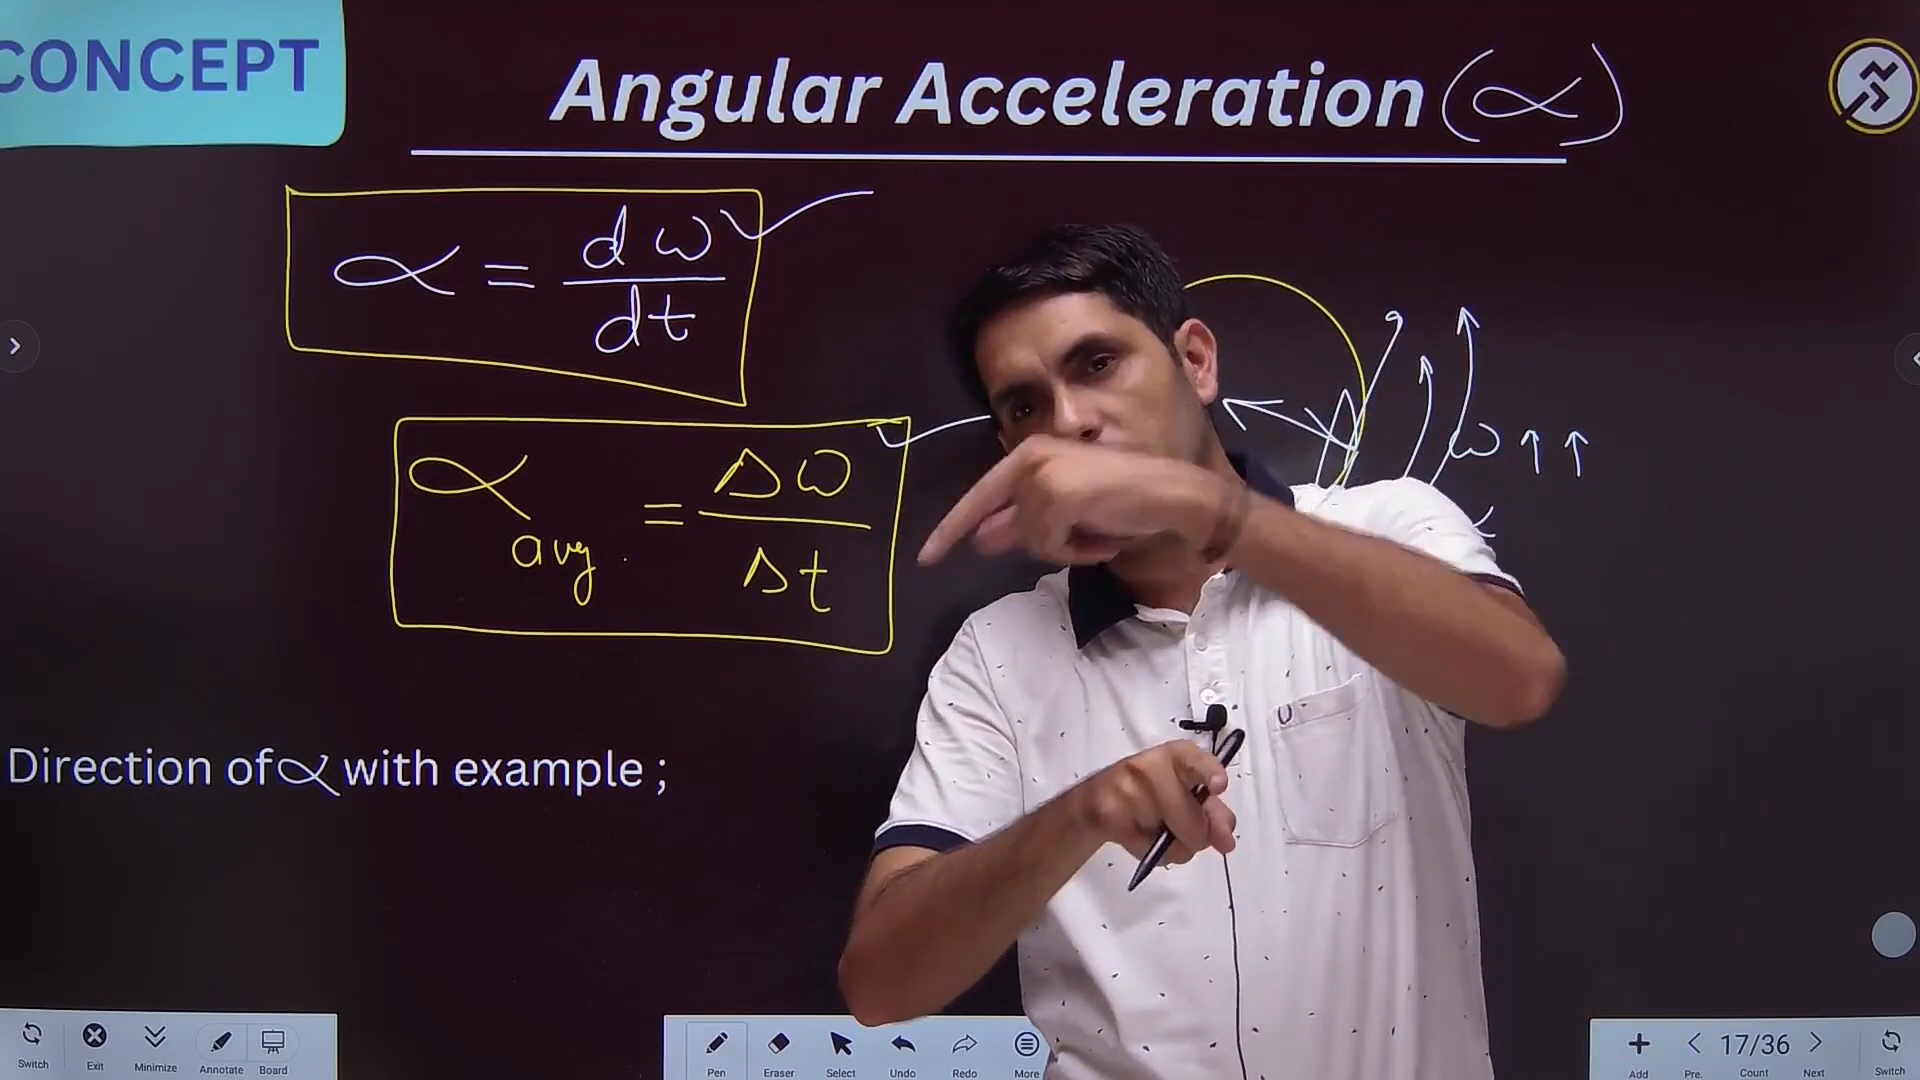 CONCEPT
Angular Acceleration (α)
α = dω/dt
α avg. = Δω/Δt
ω ↑ ↑
Direction of α with example ;
Switch Exit Minimize Annotate Board
Pen Eraser Select Undo Redo More
Add Pre. 17/36 Count Next Switch